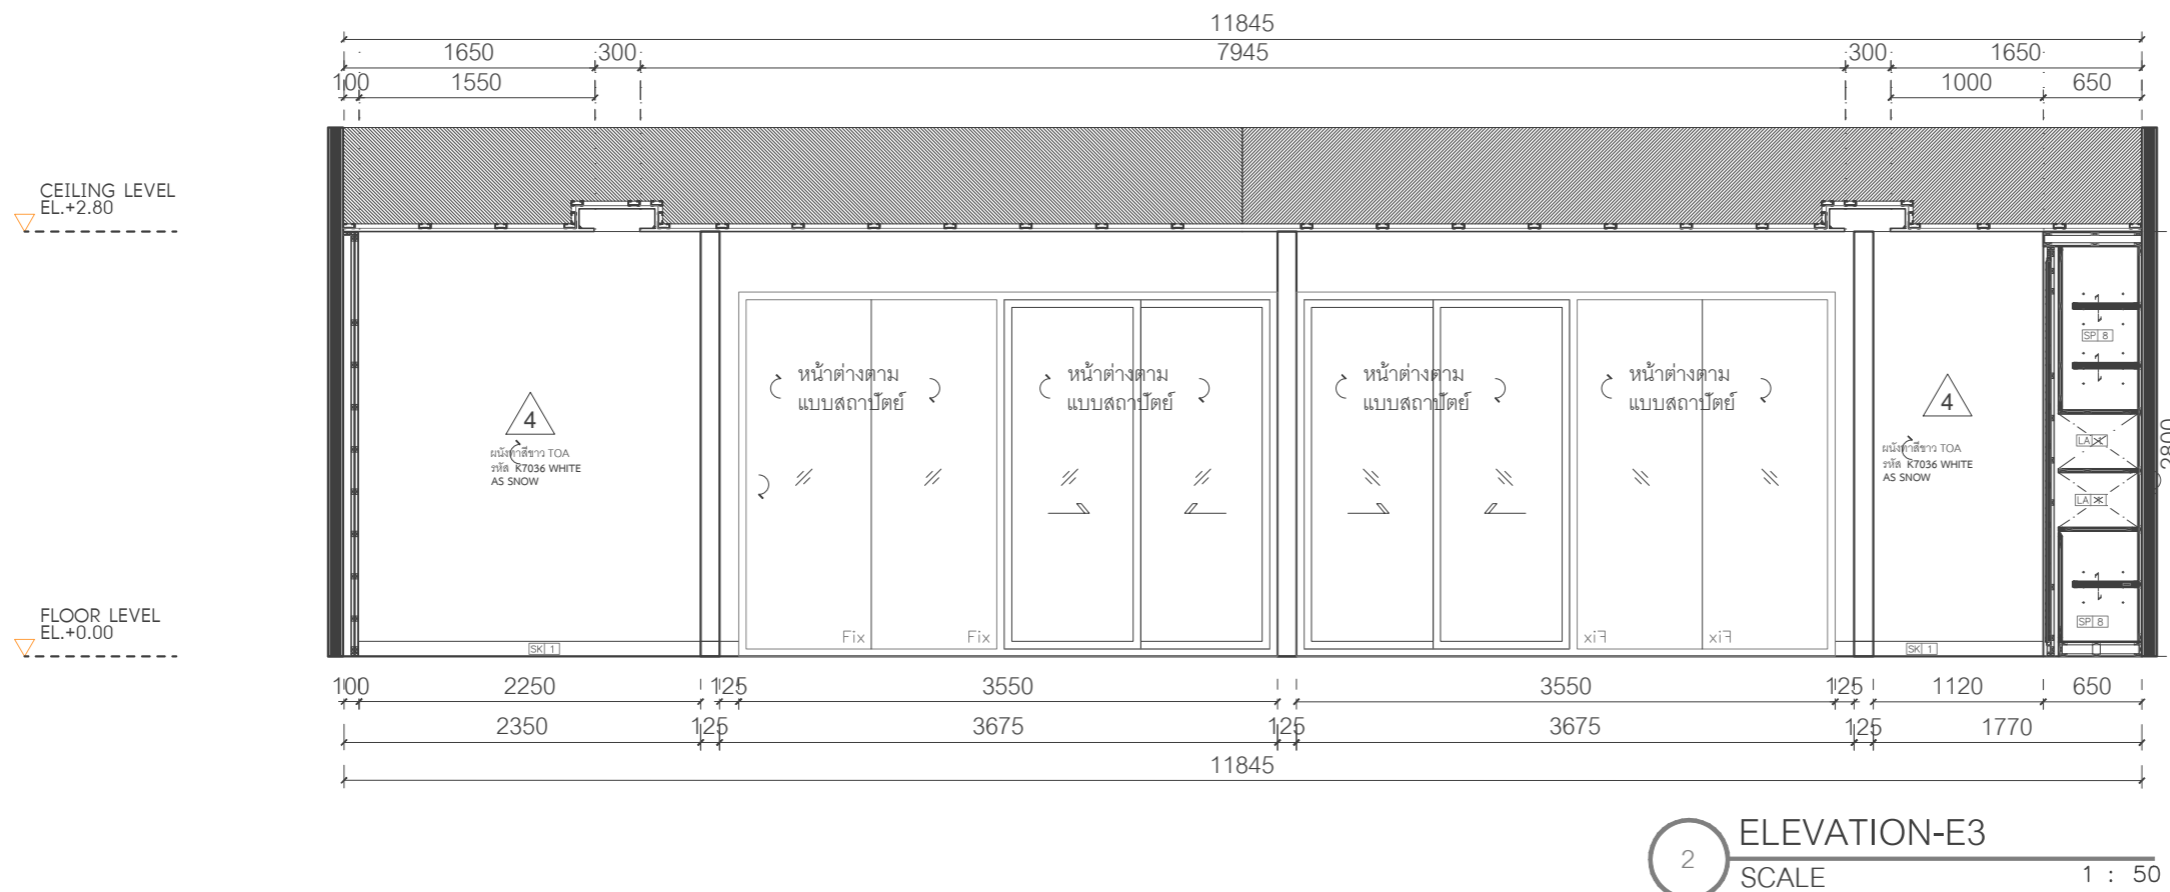 11845
1650 300 7945 300 1650
100 1550 1000 650
CEILING LEVEL
EL.+2.80
หน้าต่างตาม หน้าต่างตาม หน้าต่างตาม หน้าต่างตาม
แบบสถาปัตย์ แบบสถาปัตย์ แบบสถาปัตย์ แบบสถาปัตย์
4
ผนังทาสีขาว TOA
รหัส K7036 WHITE
AS SNOW
4
ผนังทาสีขาว TOA
รหัส K7036 WHITE
AS SNOW
SP 8
LA
LA
SP 8
2800
FLOOR LEVEL
EL.+0.00
Fix Fix Fix Fix
SK 1 SK 1
100 2250 125 3550 3550 125 1120 650
2350 125 3675 125 3675 125 1770
11845
2
ELEVATION-E3
SCALE 1 : 50